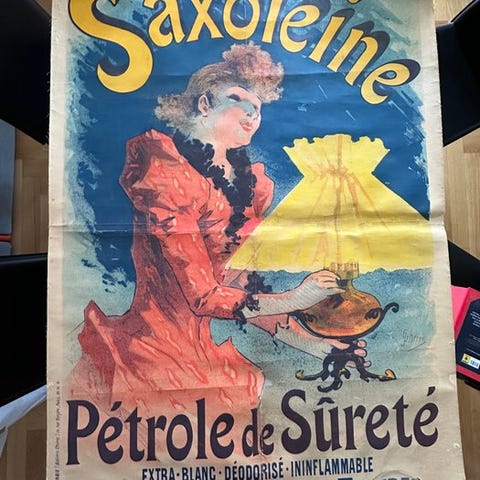 Saxoléine
Pétrole de Sûreté
EXTRA-BLANC·DÉODORISÉ·ININFLAMMABLE